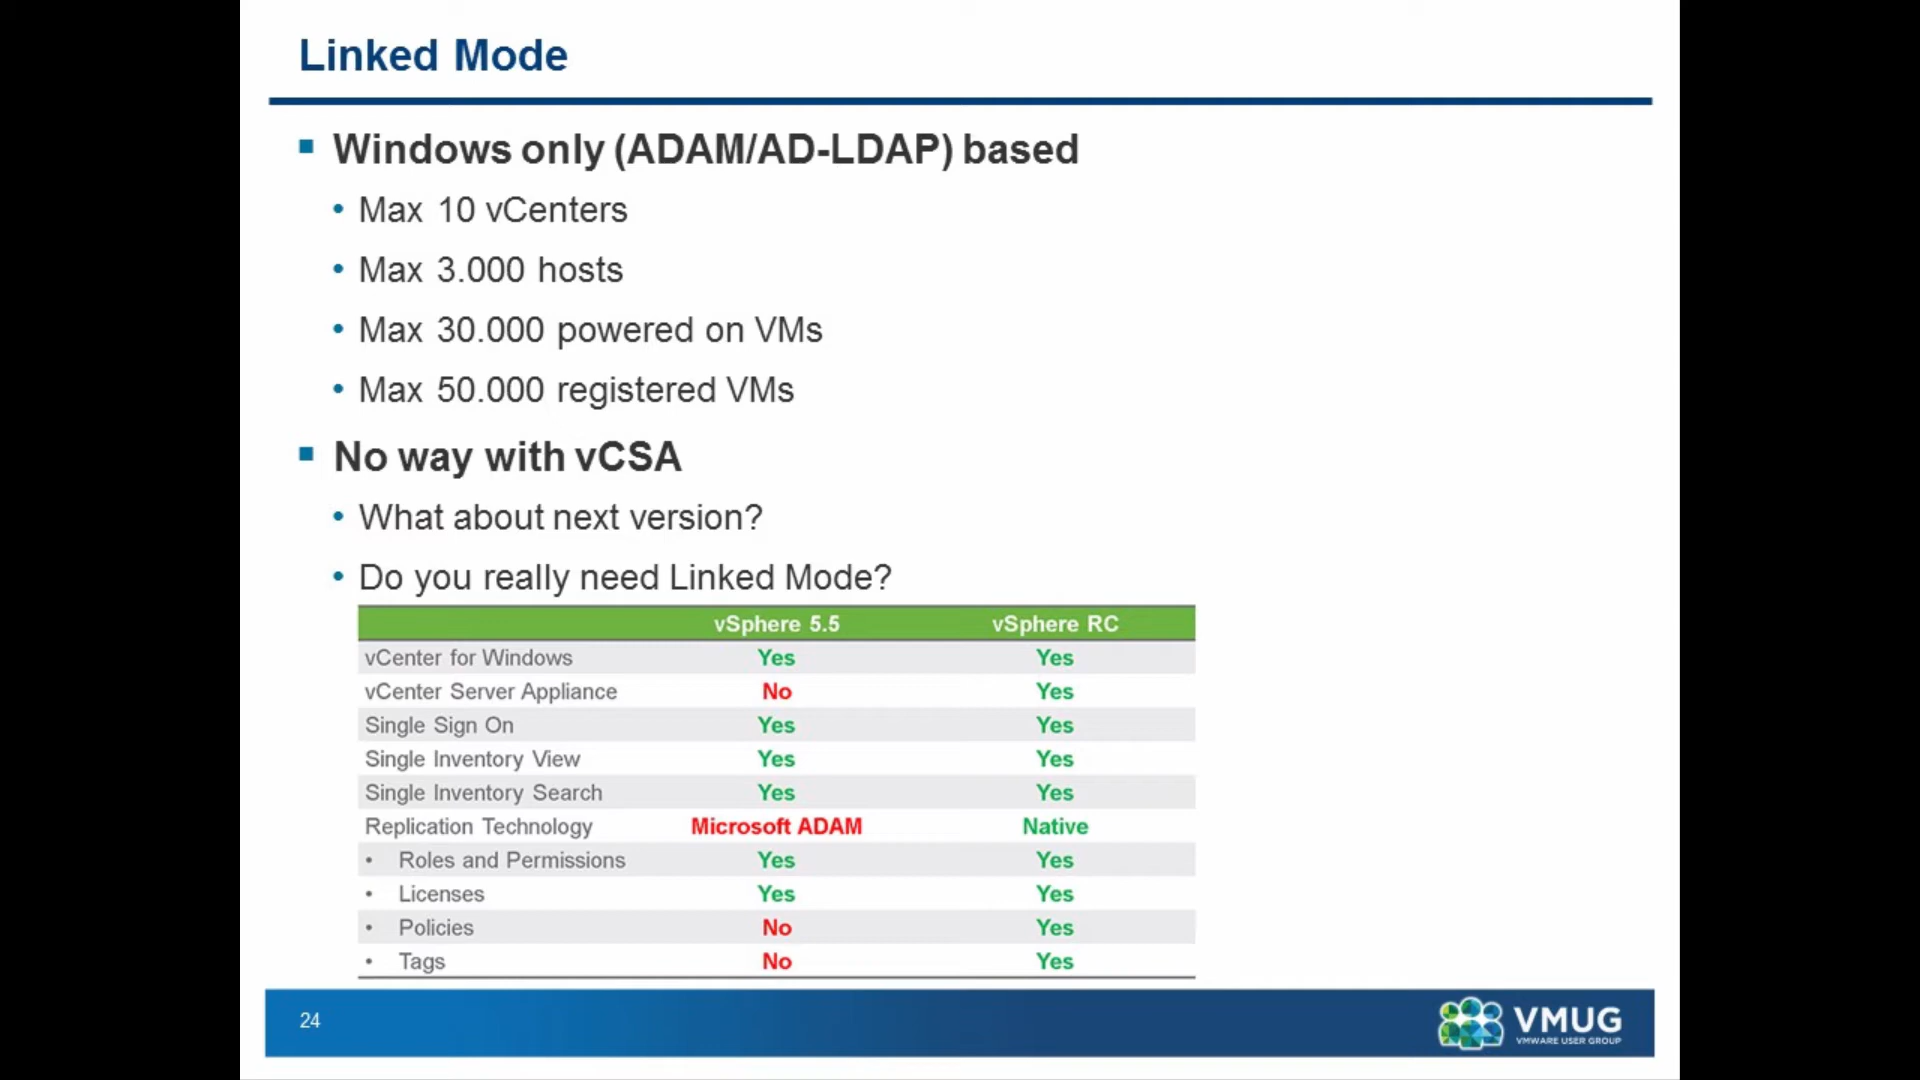 Linked Mode
▪ Windows only (ADAM/AD-LDAP) based
• Max 10 vCenters
• Max 3.000 hosts
• Max 30.000 powered on VMs
• Max 50.000 registered VMs
▪ No way with vCSA
• What about next version?
• Do you really need Linked Mode?
vSphere 5.5 vSphere RC
vCenter for Windows Yes Yes
vCenter Server Appliance No Yes
Single Sign On Yes Yes
Single Inventory View Yes Yes
Single Inventory Search Yes Yes
Replication Technology Microsoft ADAM Native
• Roles and Permissions Yes Yes
• Licenses Yes Yes
• Policies No Yes
• Tags No Yes
24
VMUG
VMWARE USER GROUP